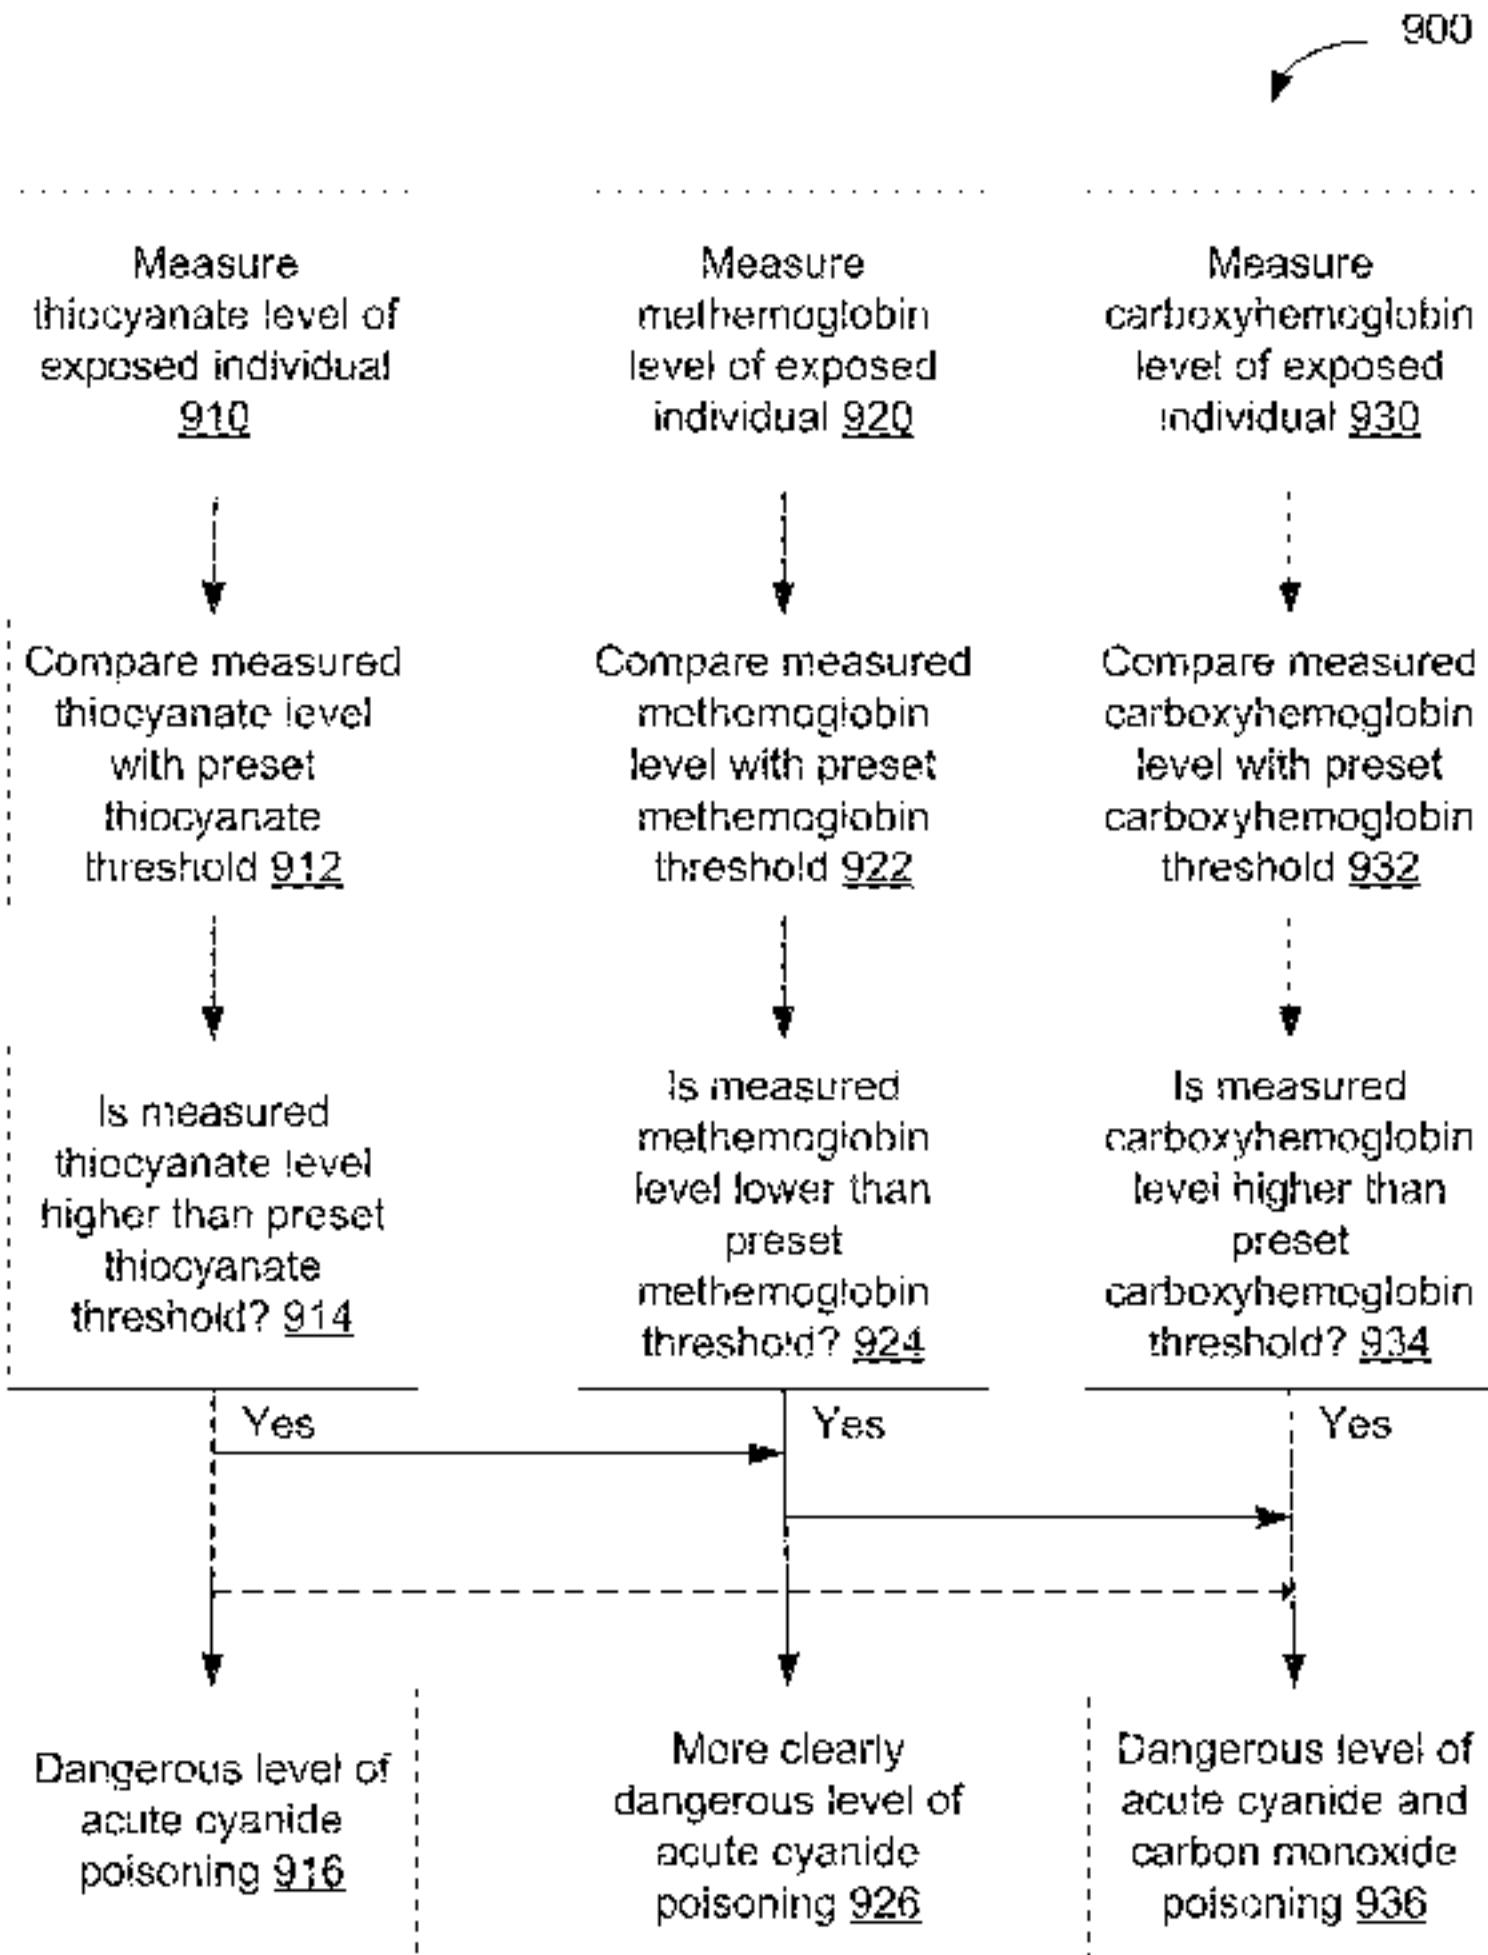 900
Measure
thiocyanate level of
exposed individual
910
Measure
methemoglobin
level of exposed
individual 920
Measure
carboxyhemoglobin
level of exposed
individual 930
Compare measured
thiocyanate level
with preset
thiocyanate
threshold 912
Compare measured
methemoglobin
level with preset
methemoglobin
threshold 922
Compare measured
carboxyhemoglobin
level with preset
carboxyhemoglobin
threshold 932
Is measured
thiocyanate level
higher than preset
thiocyanate
threshold? 914
Is measured
methemoglobin
level lower than
preset
methemoglobin
threshold? 924
Is measured
carboxyhemoglobin
level higher than
preset
carboxyhemoglobin
threshold? 934
Yes
Yes
Yes
Dangerous level of
acute cyanide
poisoning 916
More clearly
dangerous level of
acute cyanide
poisoning 926
Dangerous level of
acute cyanide and
carbon monoxide
poisoning 936